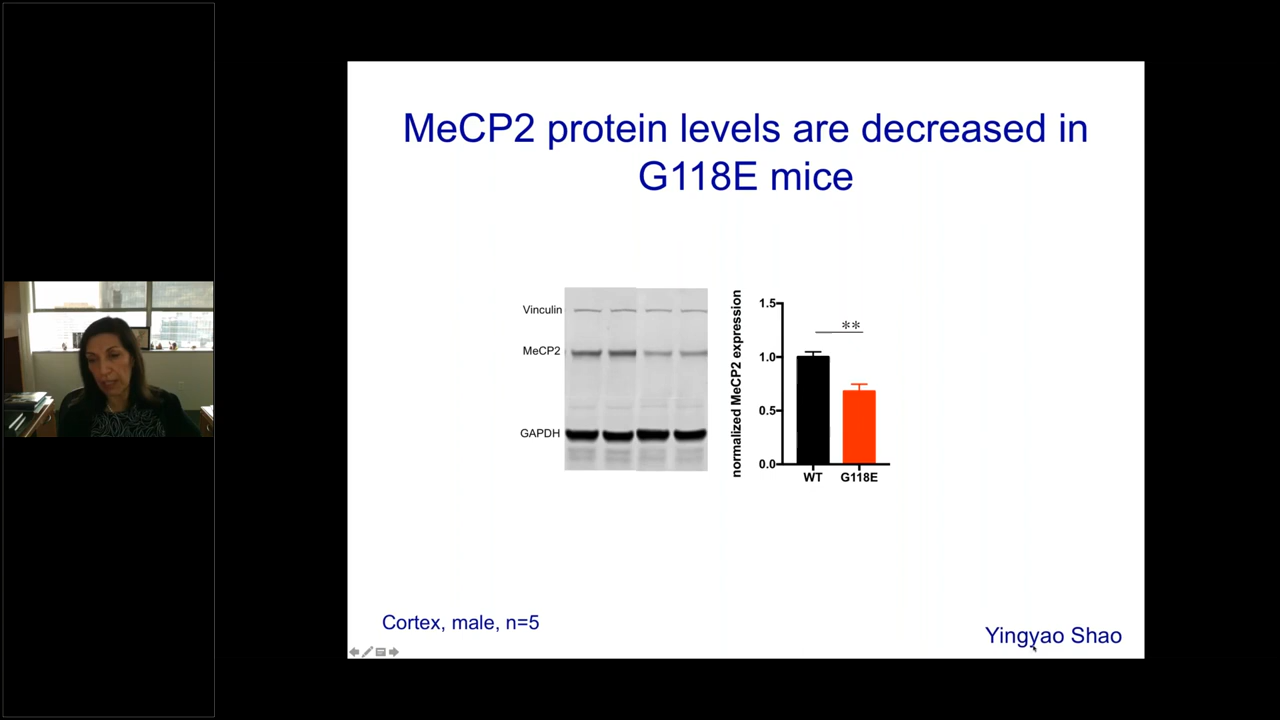 MeCP2 protein levels are decreased in
G118E mice
Vinculin
MeCP2
GAPDH
normalized MeCP2 expression
1.5
**
1.0
0.5
0.0
WT
G118E
Cortex, male, n=5
Yingyao Shao